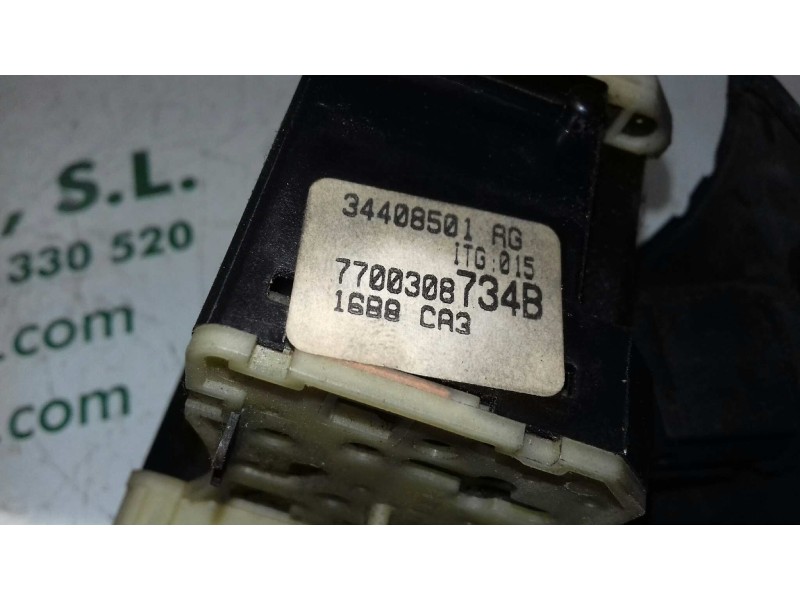 , S.L.
330 520
.com
.com
34408501 AG
ITG:015
7700308734B
1688 CA3